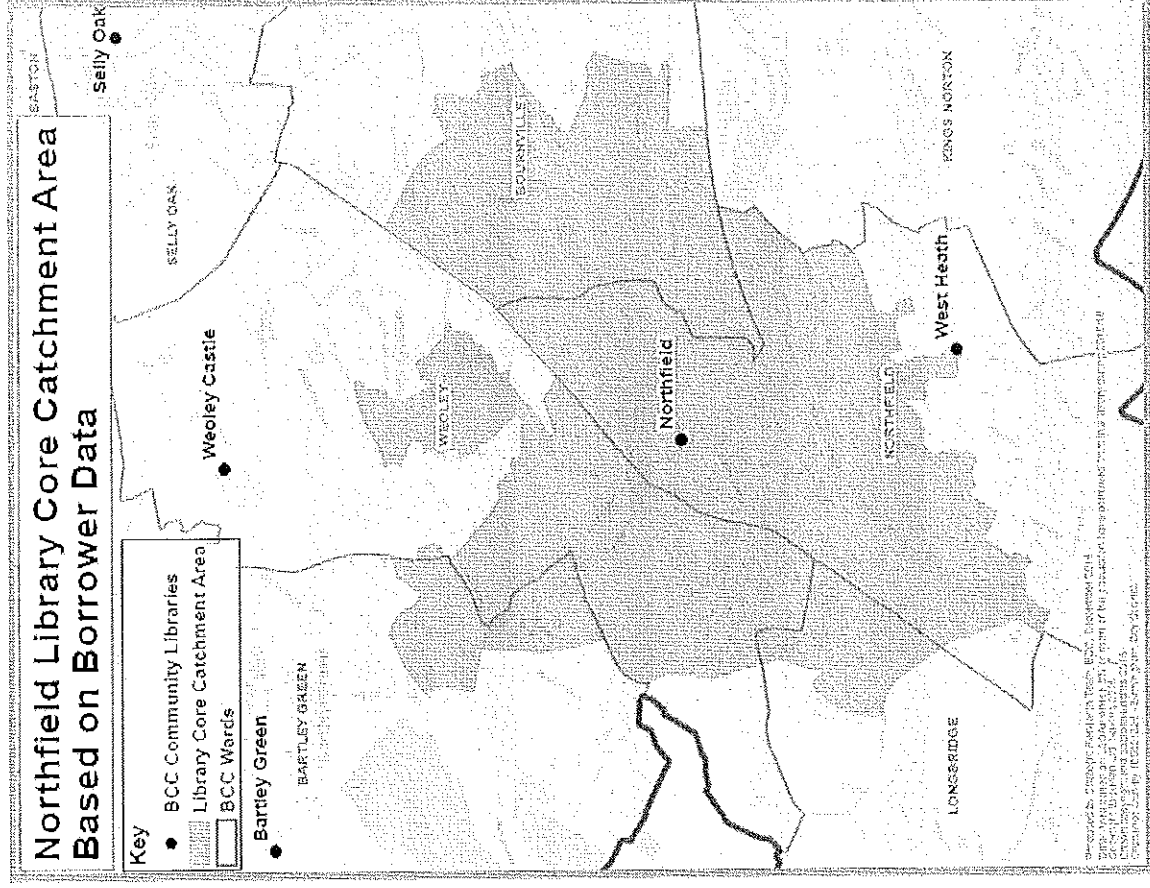 Northfield Library Core Catchment Area
Based on Borrower Data
Key
BCC Community Libraries
Library Core Catchment Area
BCC Wards
Selly Oak
SELLY OAK
Weoley Castle
WEOLEY
BOURNVILLE
Bartley Green
BARTLEY GREEN
Northfield
NORTHFIELD
KINGS NORTON
West Heath
LONGBRIDGE